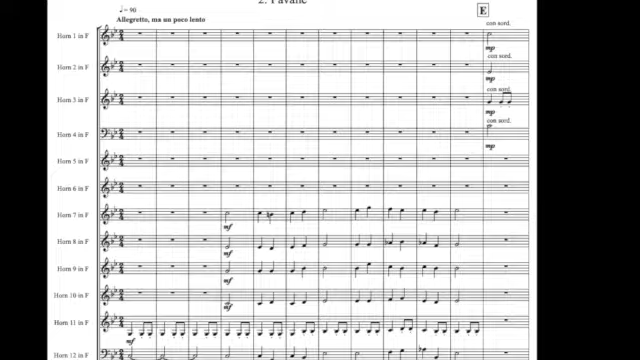 2. Pavane
E
♩= 90
Allegretto, ma un poco lento
con sord.
Horn 1 in F
mp
con sord.
Horn 2 in F
mp
con sord.
Horn 3 in F
mp
con sord.
Horn 4 in F
mp
Horn 5 in F
Horn 6 in F
Horn 7 in F
mf
Horn 8 in F
mf
Horn 9 in F
mf
Horn 10 in F
mf
Horn 11 in F
mf
Horn 12 in F